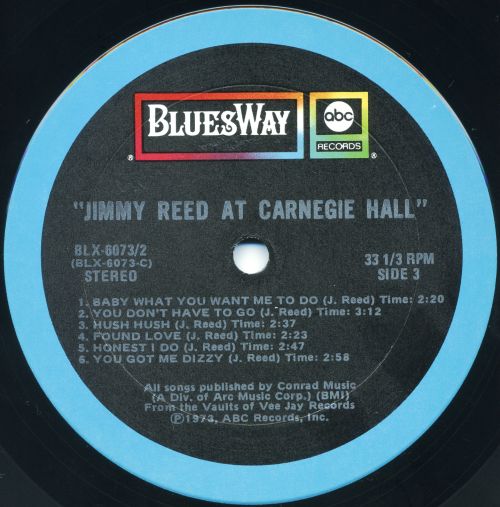 BLUESWAY
abc
RECORDS
® ®
"JIMMY REED AT CARNEGIE HALL"
BLX-6073/2
(BLX-6073-C)
STEREO
33 1/3 RPM
SIDE 3
1. BABY WHAT YOU WANT ME TO DO (J. Reed) Time: 2:20
2. YOU DON'T HAVE TO GO (J. Reed) Time: 3:12
3. HUSH HUSH (J. Reed) Time: 2:37
4. FOUND LOVE (J. Reed) Time: 2:23
5. HONEST I DO (J. Reed) Time: 2:47
6. YOU GOT ME DIZZY (J. Reed) Time: 2:58
All songs published by Conrad Music
(A Div. of Arc Music Corp.) (BMI)
From the Vaults of Vee Jay Records
℗1973, ABC Records, Inc.